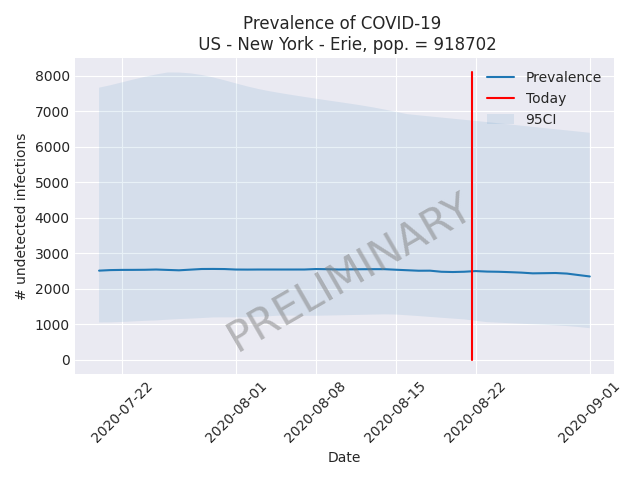 Prevalence of COVID-19
US - New York - Erie, pop. = 918702
8000
7000
6000
5000
4000
3000
2000
1000
0
# undetected infections
Prevalence
Today
95CI
PRELIMINARY
2020-07-22
2020-08-01
2020-08-08
2020-08-15
2020-08-22
2020-09-01
Date